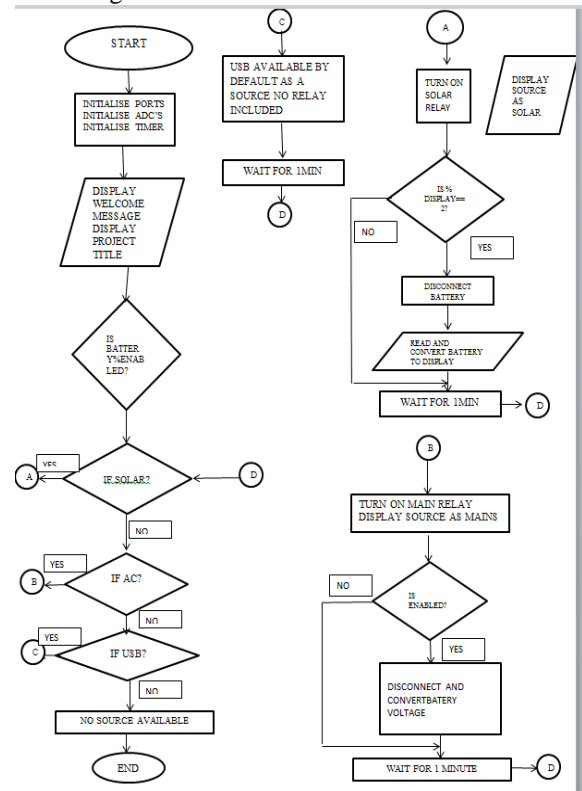 START
INITIALISE PORTS
INITIALISE ADC'S
INITIALISE TIMER
DISPLAY
WELCOME
MESSAGE
DISPLAY
PROJECT
TITLE
IS
BATTER
Y%ENAB
LED?
YES
A
IF SOLAR?
D
NO
YES
B
IF AC?
NO
YES
C
IF USB?
NO
NO SOURCE AVAILABLE
END
C
USB AVAILABLE BY
DEFAULT AS A
SOURCE NO RELAY
INCLUDED
WAIT FOR 1MIN
D
A
TURN ON
SOLAR
RELAY
DISPLAY
SOURCE
AS
SOLAR
IS %
DISPLAY==
2?
NO
YES
DISCONNECT
BATTERY
READ AND
CONVERT BATTERY
TO DISPLAY
WAIT FOR 1MIN
D
B
TURN ON MAIN RELAY
DISPLAY SOURCE AS MAINS
NO
IS
ENABLED?
YES
DISCONNECT AND
CONVERTBATERY
VOLTAGE
WAIT FOR 1 MINUTE
D